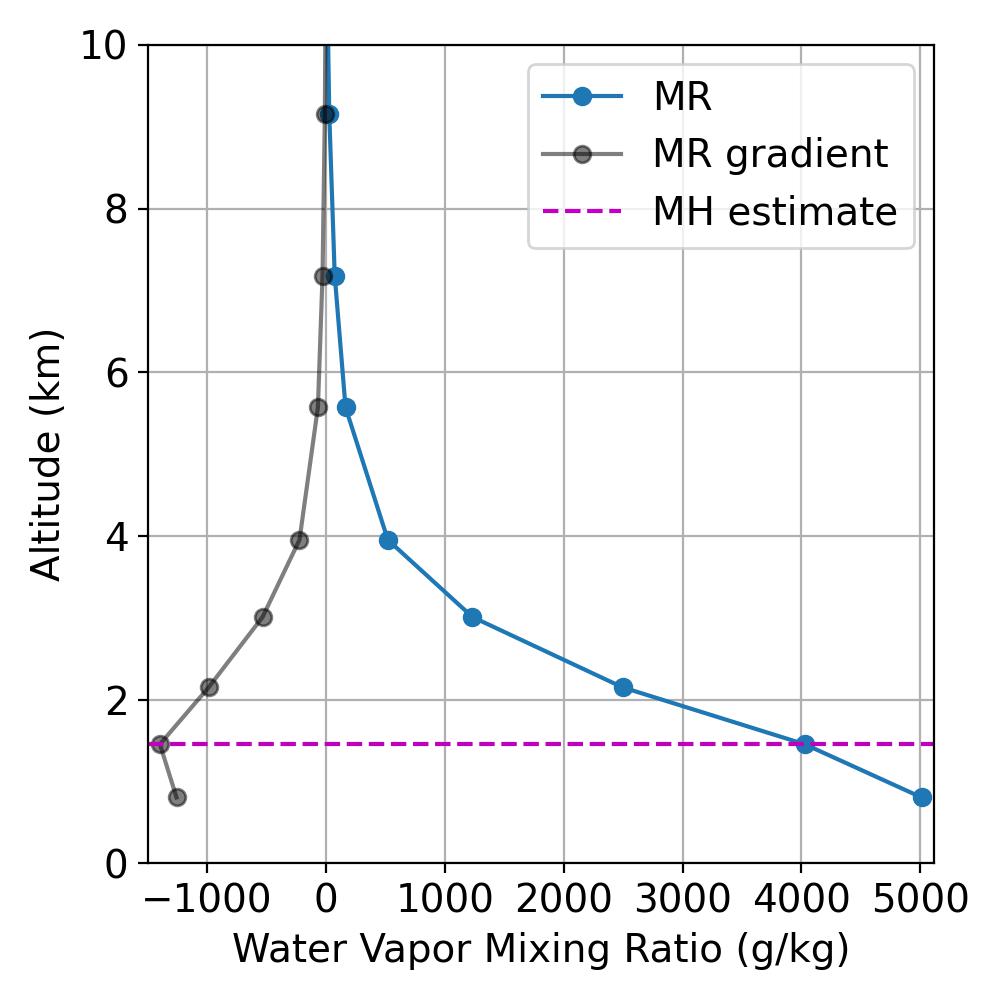 10
8
6
4
2
0
Altitude (km)
MR
MR gradient
MH estimate
−1000 0 1000 2000 3000 4000 5000
Water Vapor Mixing Ratio (g/kg)